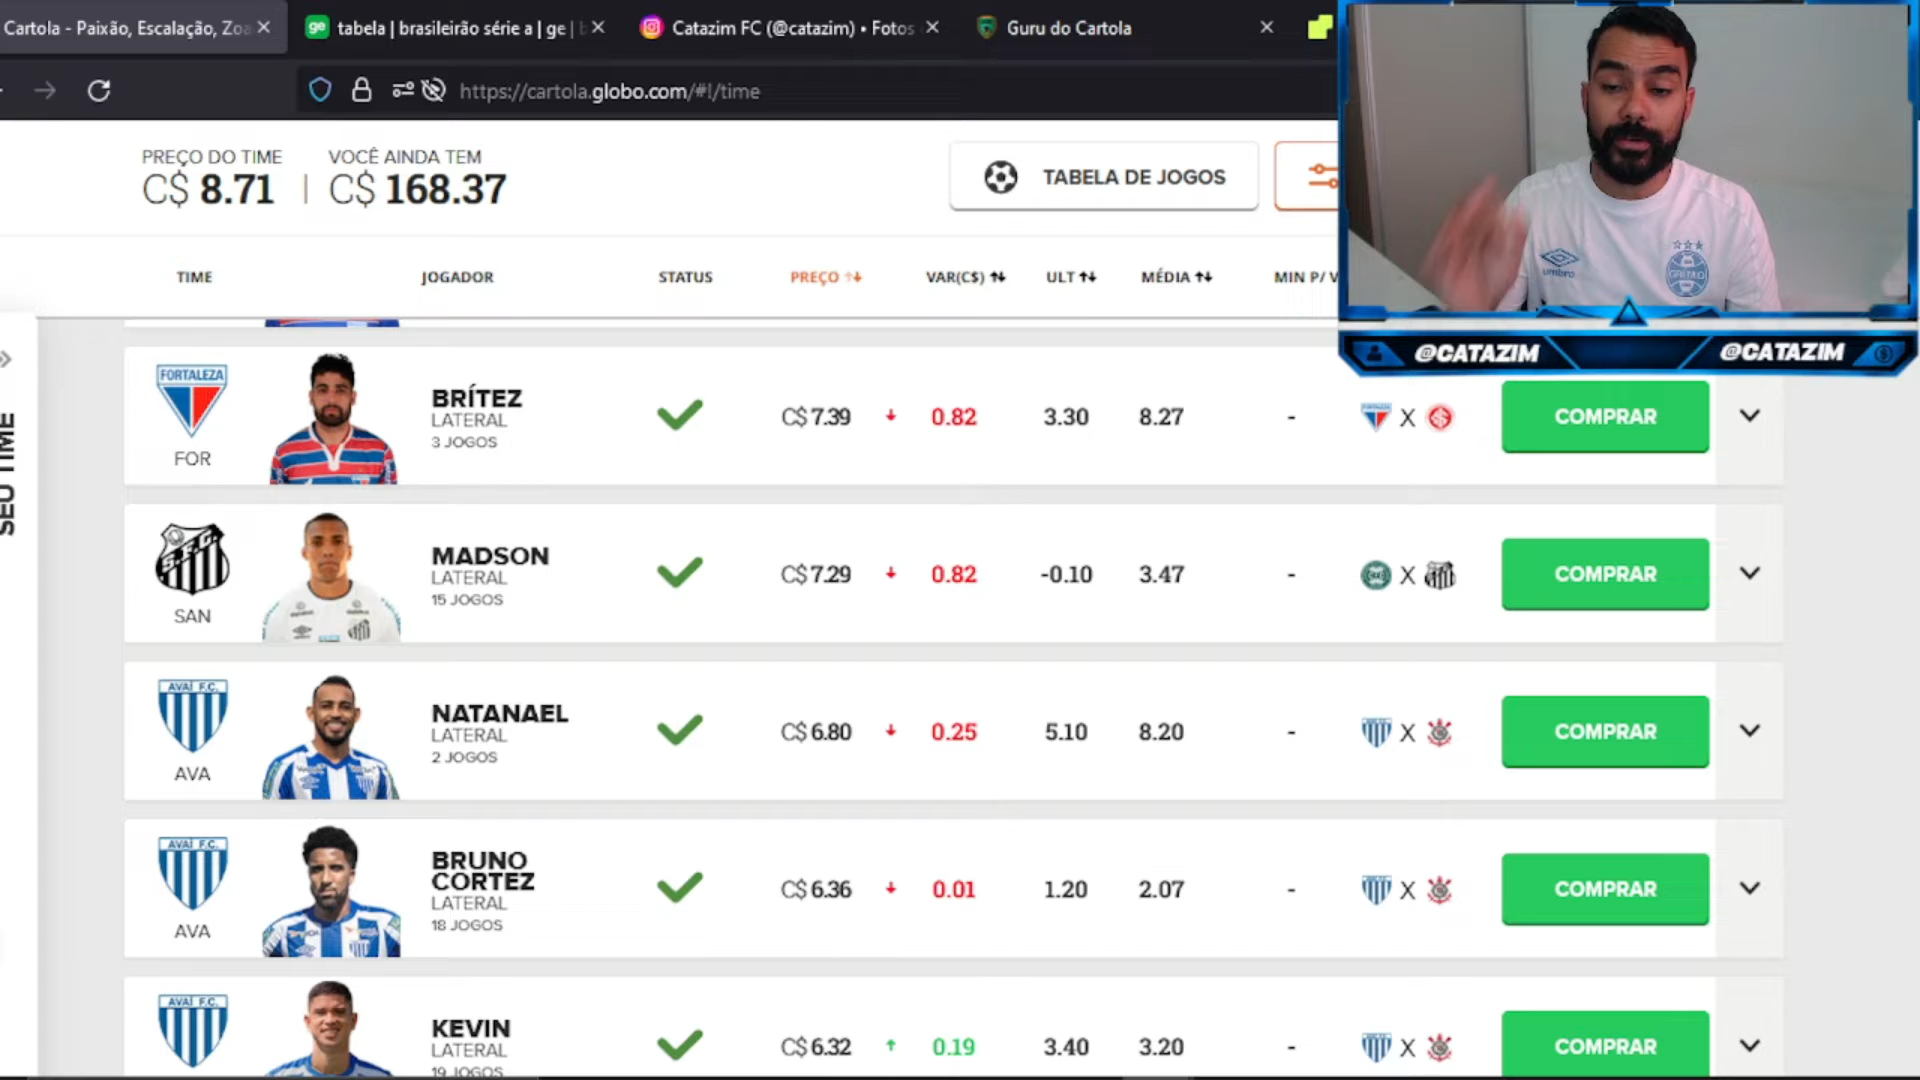 Cartola - Paixão, Escalação, Zoa
tabela | brasileirão série a | ge | b
Catazim FC (@catazim) • Fotos
Guru do Cartola
https://cartola.globo.com/#!/time
PREÇO DO TIME
C$ 8.71
VOCÊ AINDA TEM
C$ 168.37
TABELA DE JOGOS
umbro
GRÊMIO
@CATAZIM
@CATAZIM
TIME
JOGADOR
STATUS
PREÇO
VAR(C$)
ULT
MÉDIA
MIN P/ V
SEU TIME
FORTALEZA
FOR
BRÍTEZ
LATERAL
3 JOGOS
C$ 7.39
0.82
3.30
8.27
-
X
COMPRAR
S.F.C.
SAN
MADSON
LATERAL
15 JOGOS
C$ 7.29
0.82
-0.10
3.47
-
X
COMPRAR
AVAÍ F.C.
AVA
NATANAEL
LATERAL
2 JOGOS
C$ 6.80
0.25
5.10
8.20
-
X
COMPRAR
AVAÍ F.C.
AVA
BRUNO
CORTEZ
LATERAL
18 JOGOS
C$ 6.36
0.01
1.20
2.07
-
X
COMPRAR
AVAÍ F.C.
KEVIN
LATERAL
19 JOGOS
C$ 6.32
0.19
3.40
3.20
-
X
COMPRAR